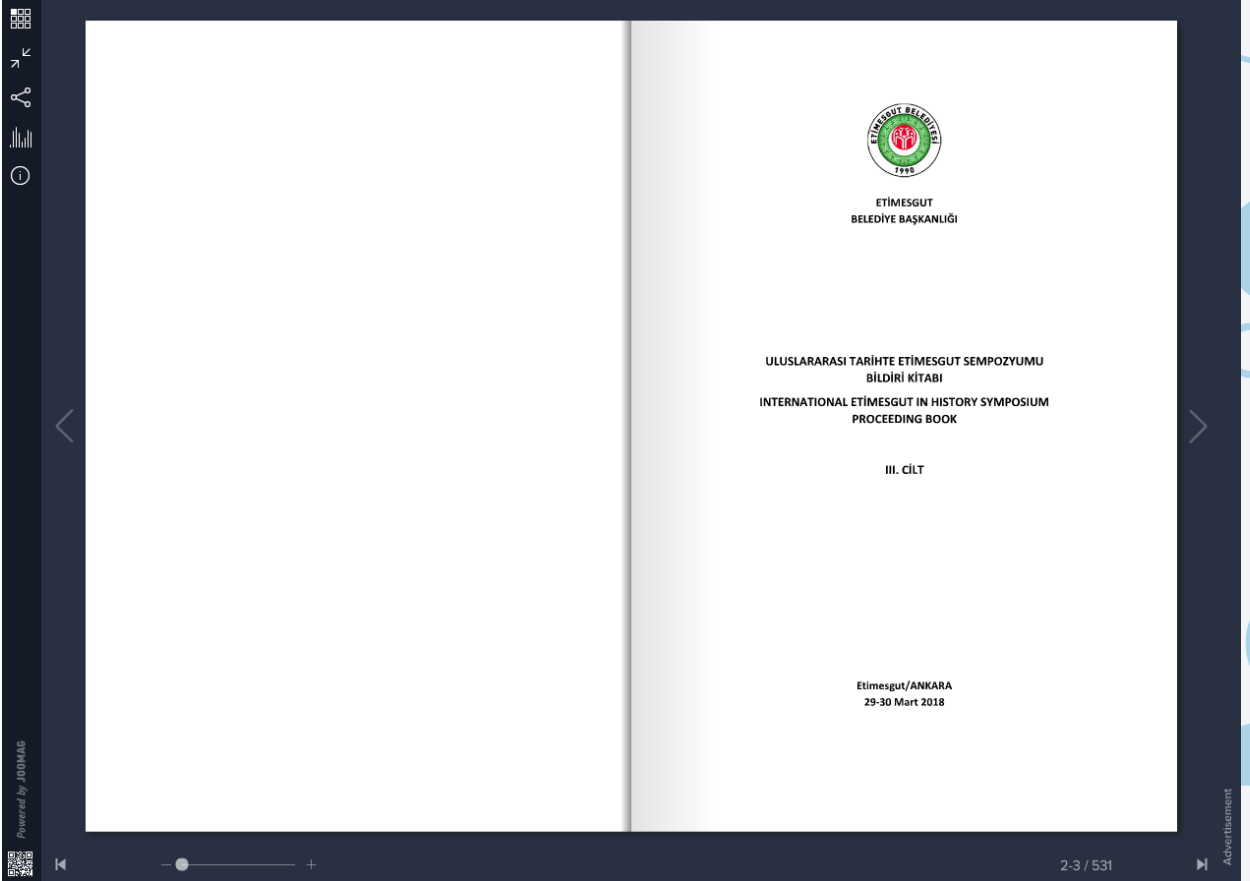 ETİMESGUT BELEDİYESİ
1990
ETİMESGUT
BELEDİYE BAŞKANLIĞI
ULUSLARARASI TARİHTE ETİMESGUT SEMPOZYUMU
BİLDİRİ KİTABI
INTERNATIONAL ETİMESGUT IN HISTORY SYMPOSIUM
PROCEEDING BOOK
III. CİLT
Etimesgut/ANKARA
29-30 Mart 2018
Powered by JOOMAG
Advertisement
2-3 / 531